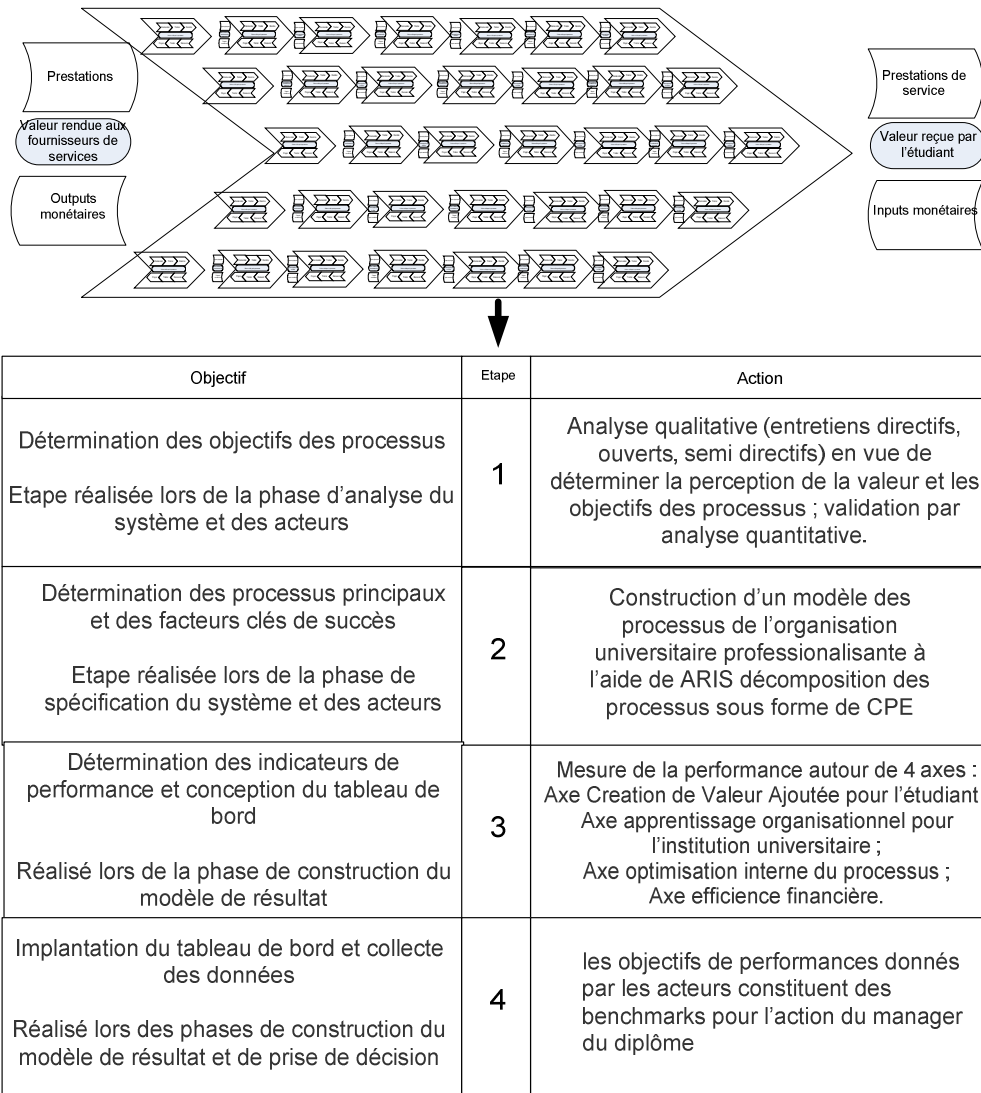 Prestations
Valeur rendue aux
fournisseurs de
services
Outputs
monétaires
Prestations de
service
Valeur reçue par
l'étudiant
Inputs monétaires
Objectif
Etape
Action
Détermination des objectifs des processus
Etape réalisée lors de la phase d'analyse du
système et des acteurs
1
Analyse qualitative (entretiens directifs,
ouverts, semi directifs) en vue de
déterminer la perception de la valeur et les
objectifs des processus ; validation par
analyse quantitative.
Détermination des processus principaux
et des facteurs clés de succès
Etape réalisée lors de la phase de
spécification du système et des acteurs
2
Construction d'un modèle des
processus de l'organisation
universitaire professionalisante à
l'aide de ARIS décomposition des
processus sous forme de CPE
Détermination des indicateurs de
performance et conception du tableau de
bord
Réalisé lors de la phase de construction du
modèle de résultat
3
Mesure de la performance autour de 4 axes :
Axe Creation de Valeur Ajoutée pour l'étudiant
Axe apprentissage organisationnel pour
l'institution universitaire ;
Axe optimisation interne du processus ;
Axe efficience financière.
Implantation du tableau de bord et collecte
des données
Réalisé lors des phases de construction du
modèle de résultat et de prise de décision
4
les objectifs de performances donnés
par les acteurs constituent des
benchmarks pour l'action du manager
du diplôme